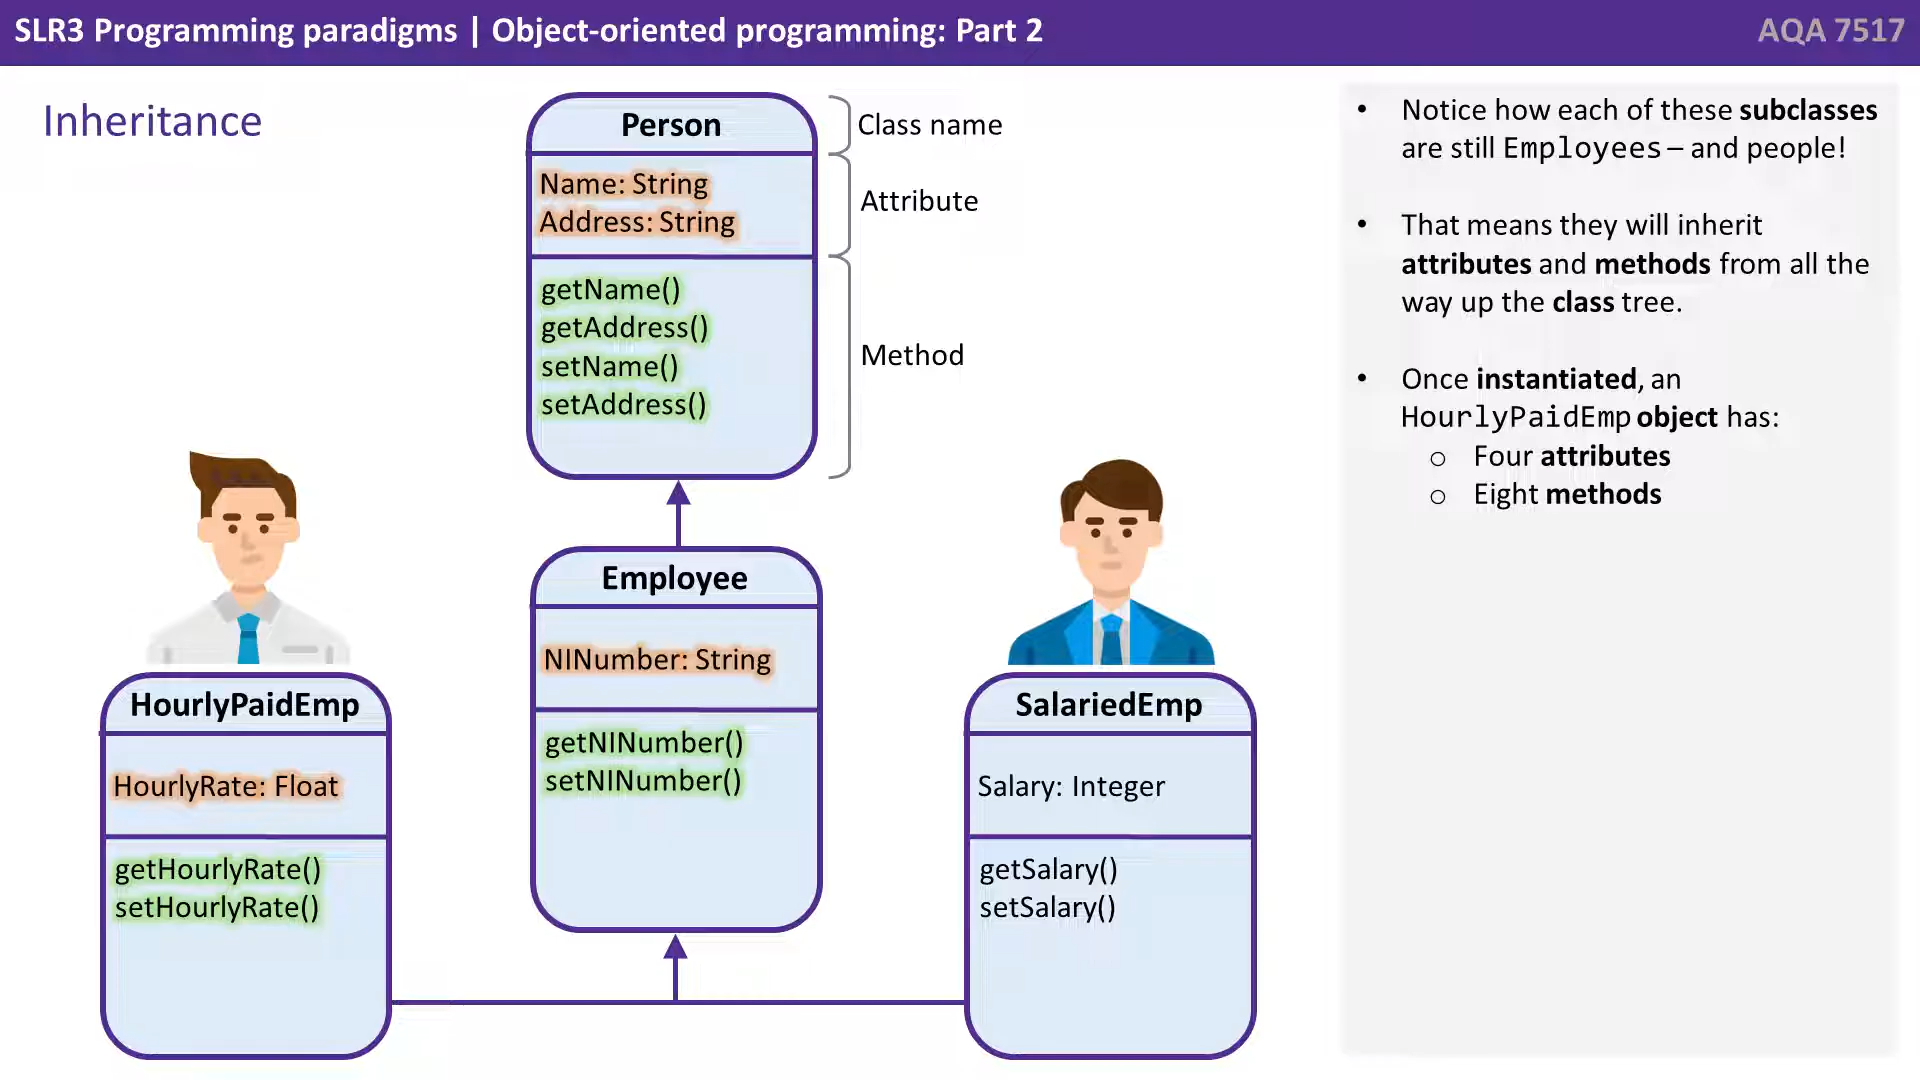 SLR3 Programming paradigms | Object-oriented programming: Part 2
AQA 7517
Inheritance
Person
Name: String
Address: String
getName()
getAddress()
setName()
setAddress()
Class name
Attribute
Method
Employee
NINumber: String
getNINumber()
setNINumber()
HourlyPaidEmp
HourlyRate: Float
getHourlyRate()
setHourlyRate()
SalariedEmp
Salary: Integer
getSalary()
setSalary()
• Notice how each of these subclasses
are still Employees – and people!
• That means they will inherit
attributes and methods from all the
way up the class tree.
• Once instantiated, an
HourlyPaidEmp object has:
o Four attributes
o Eight methods